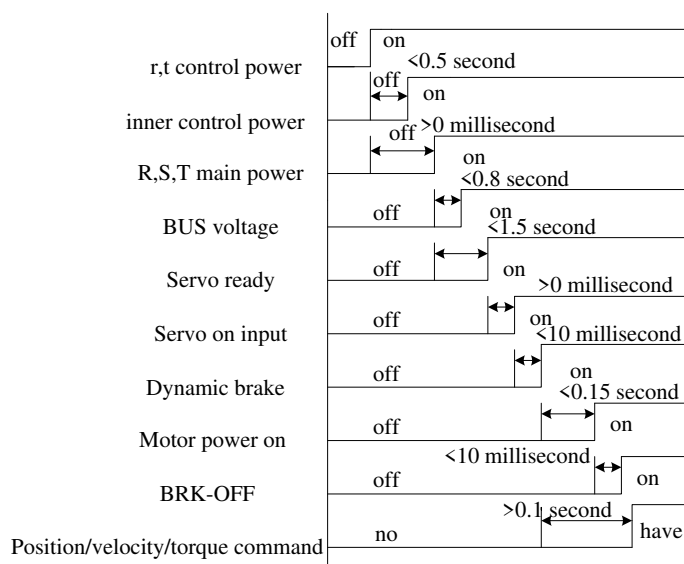 off
on
r,t control power
<0.5 second
off
on
inner control power
off
>0 millisecond
R,S,T main power
on
<0.8 second
off
on
BUS voltage
<1.5 second
off
on
Servo ready
>0 millisecond
off
on
Servo on input
<10 millisecond
off
on
Dynamic brake
<0.15 second
off
on
Motor power on
<10 millisecond
off
on
BRK-OFF
>0.1 second
no
have
Position/velocity/torque command